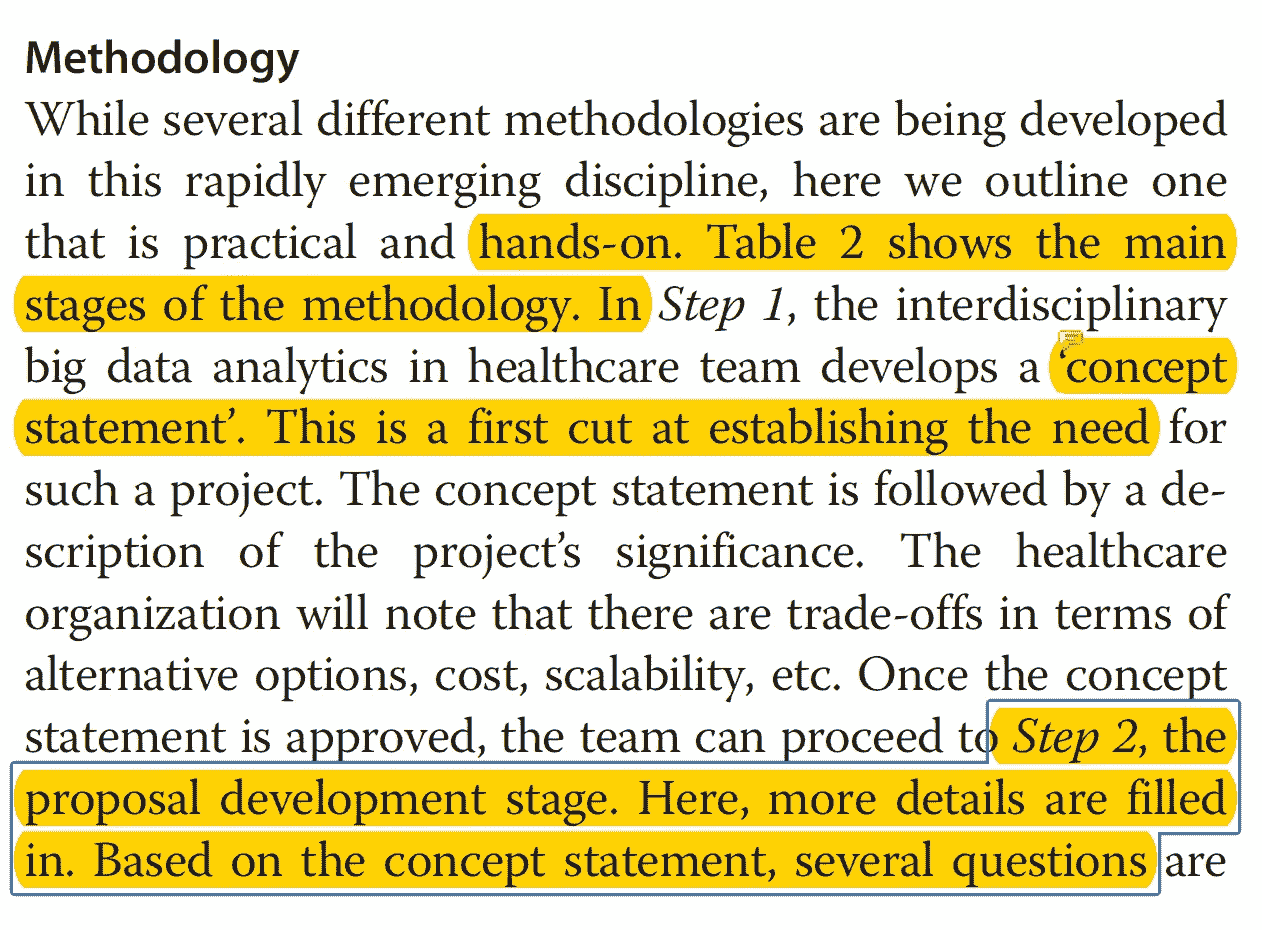 Methodology
While several different methodologies are being developed
in this rapidly emerging discipline, here we outline one
that is practical and hands-on. Table 2 shows the main
stages of the methodology. In Step 1, the interdisciplinary
big data analytics in healthcare team develops a ‘concept
statement’. This is a first cut at establishing the need for
such a project. The concept statement is followed by a de-
scription of the project’s significance. The healthcare
organization will note that there are trade-offs in terms of
alternative options, cost, scalability, etc. Once the concept
statement is approved, the team can proceed to Step 2, the
proposal development stage. Here, more details are filled
in. Based on the concept statement, several questions are